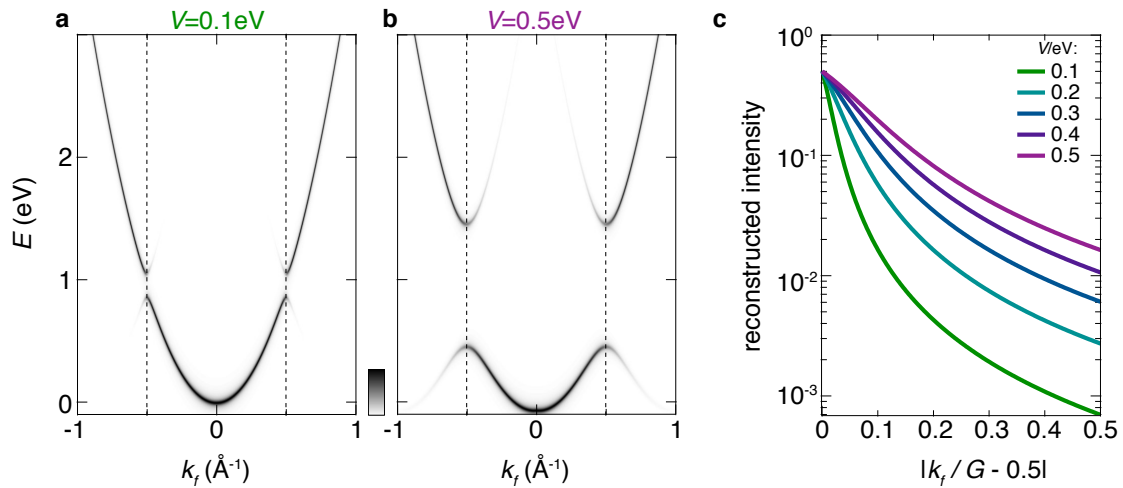 a V=0.1eV
b V=0.5eV
c
E (eV)
2
1
0
-1 0 1
k_f (Å⁻¹)
-1 0 1
k_f (Å⁻¹)
reconstructed intensity
10⁰
10⁻¹
10⁻²
10⁻³
V/eV:
0.1
0.2
0.3
0.4
0.5
0 0.1 0.2 0.3 0.4 0.5
|k_f / G - 0.5|